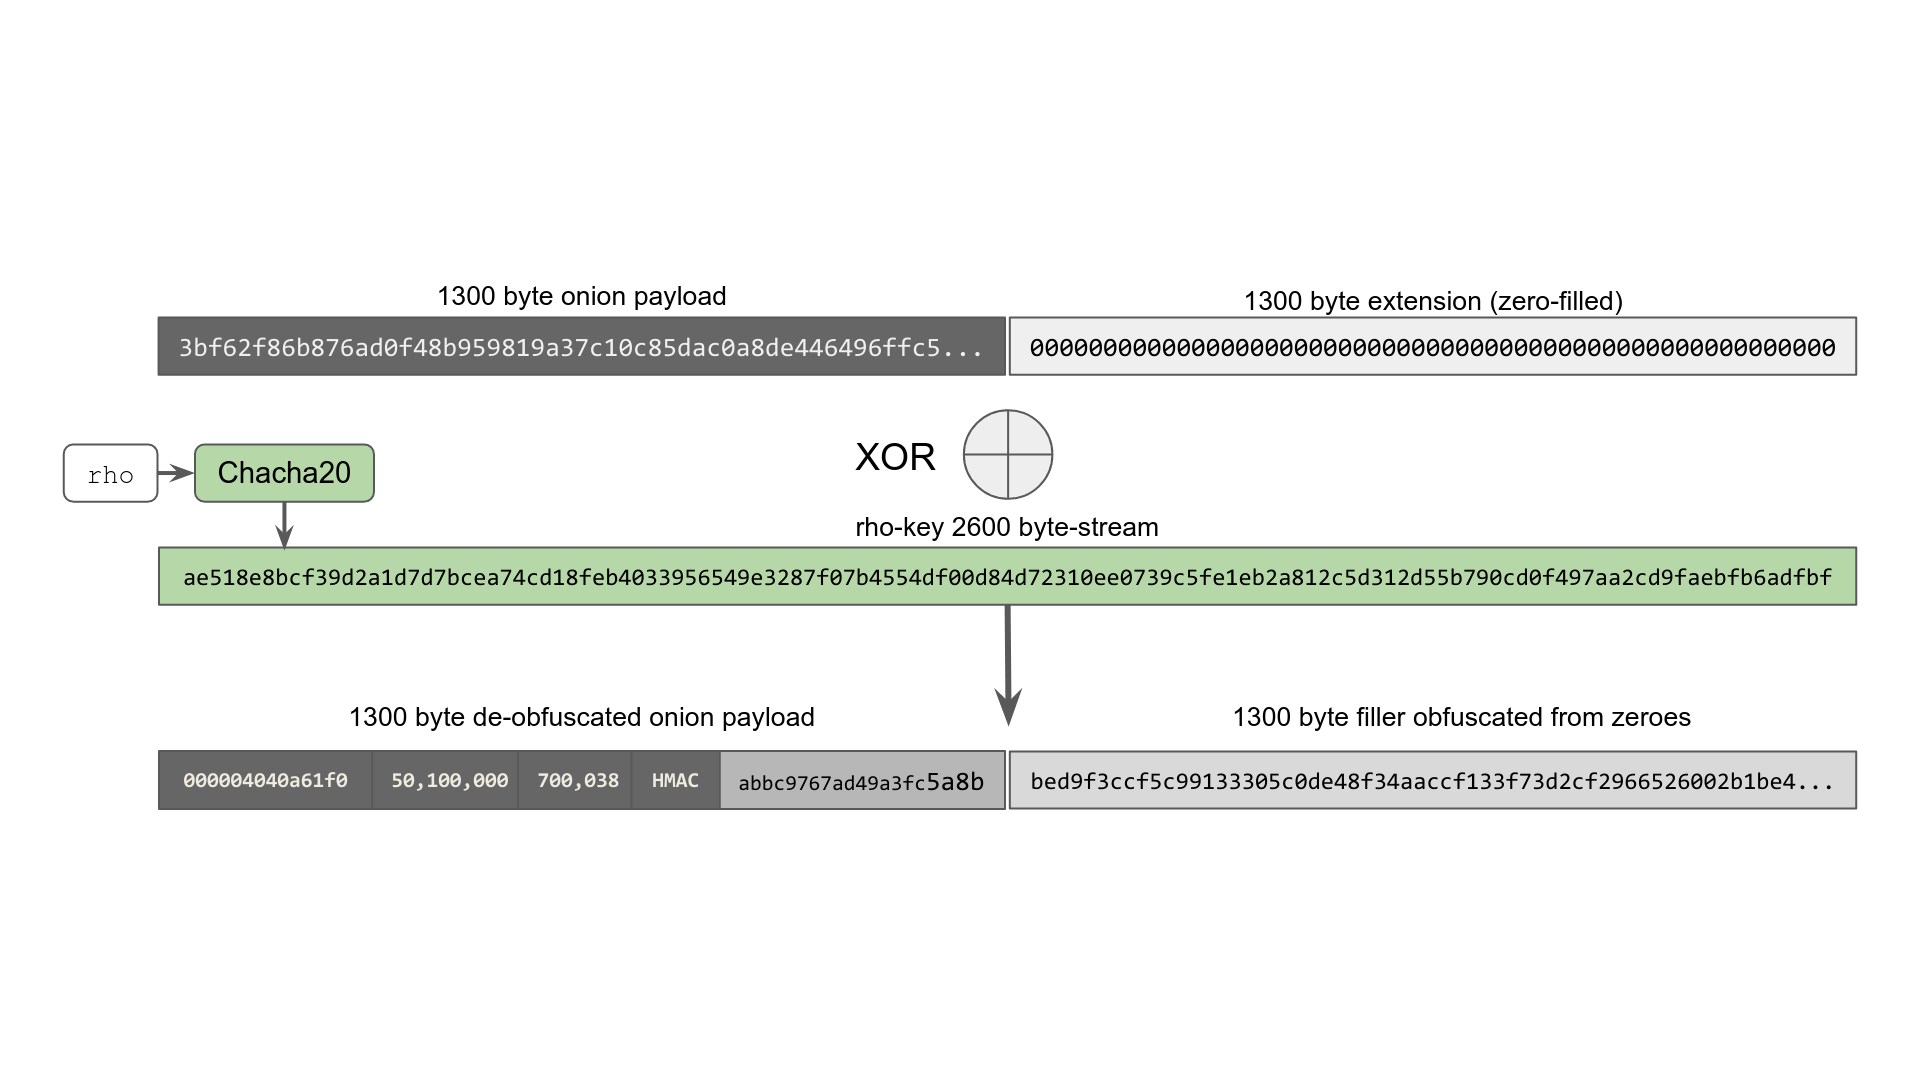 1300 byte onion payload
1300 byte extension (zero-filled)
3bf62f86b876ad0f48b959819a37c10c85dac0a8de446496ffc5...
0000000000000000000000000000000000000000000000000000000
rho
Chacha20
XOR
rho-key 2600 byte-stream
ae518e8bcf39d2a1d7d7bcea74cd18feb4033956549e3287f07b4554df00d84d72310ee0739c5fe1eb2a812c5d312d55b790cd0f497aa2cd9faebfb6adfbf
1300 byte de-obfuscated onion payload
1300 byte filler obfuscated from zeroes
000004040a61f0
50,100,000
700,038
HMAC
abbc9767ad49a3fc5a8b
bed9f3ccf5c99133305c0de48f34aaccf133f73d2cf2966526002b1be4...